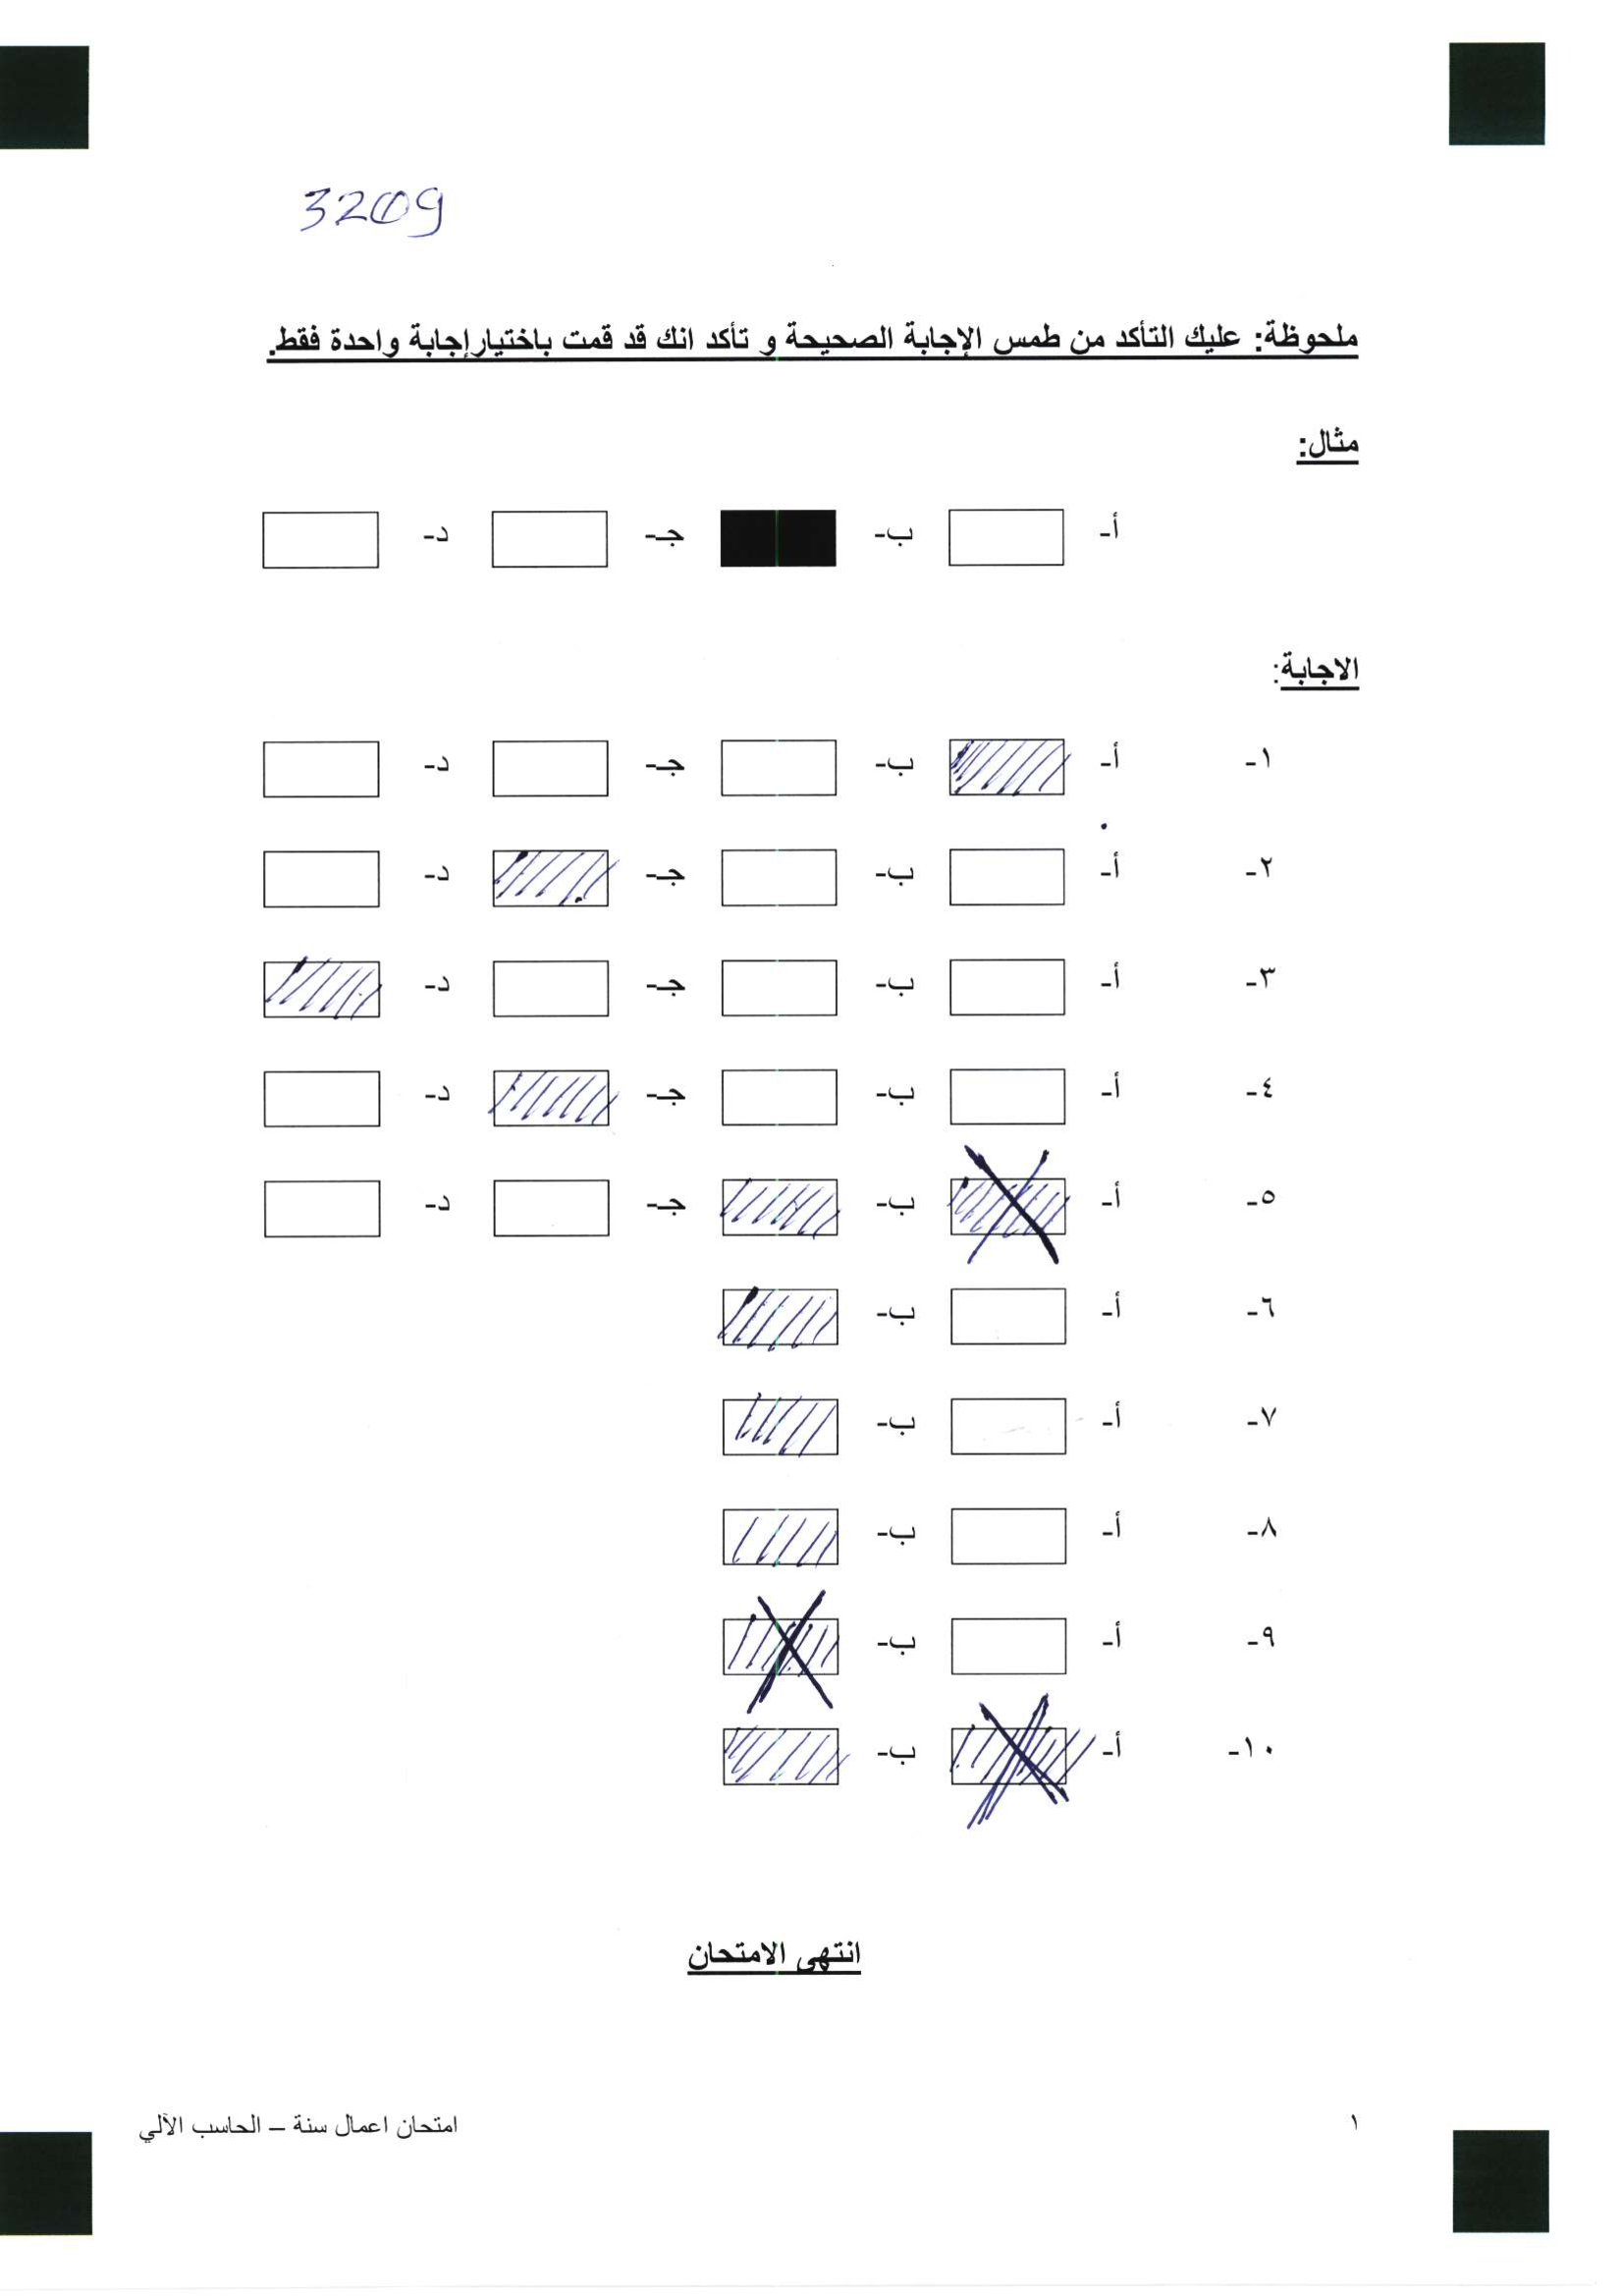 3209
ملحوظة: عليك التأكد من طمس الإجابة الصحيحة و تأكد انك قد قمت باختيارإجابة واحدة فقط.
مثال:
أ- ب- جـ- د-
الاجابة:
١- أ- ب- جـ- د-
٢- أ- ب- جـ- د-
٣- أ- ب- جـ- د-
٤- أ- ب- جـ- د-
٥- أ- ب- جـ- د-
٦- أ- ب-
٧- أ- ب-
٨- أ- ب-
٩- أ- ب-
١٠- أ- ب-
انتهى الامتحان
١ امتحان اعمال سنة – الحاسب الآلي